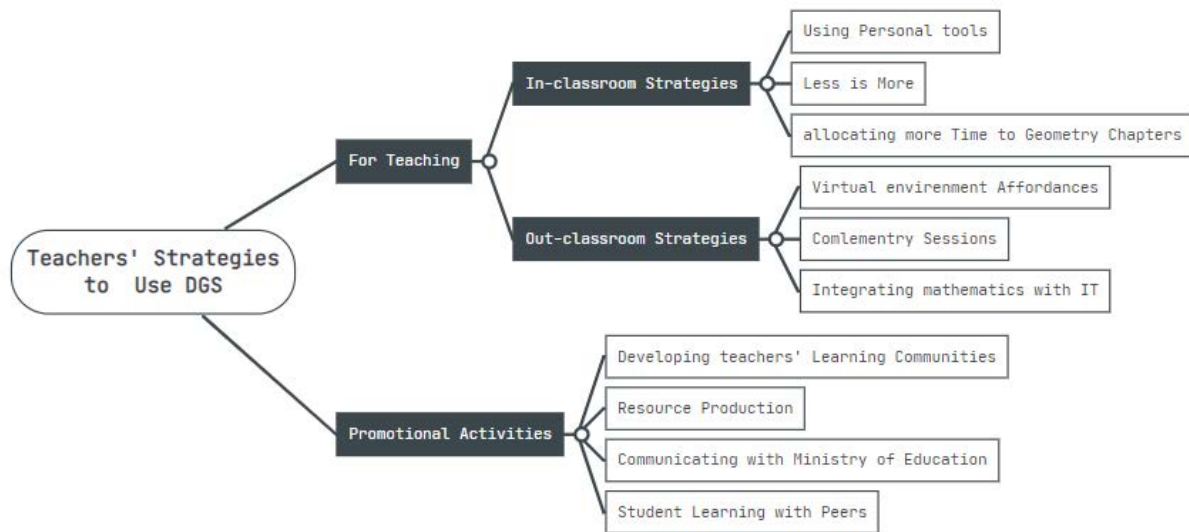 Teachers' Strategies
to Use DGS
For Teaching
In-classroom Strategies
Using Personal tools
Less is More
allocating more Time to Geometry Chapters
Out-classroom Strategies
Virtual envirenment Affordances
Comlementry Sessions
Integrating mathematics with IT
Promotional Activities
Developing teachers' Learning Communities
Resource Production
Communicating with Ministry of Education
Student Learning with Peers